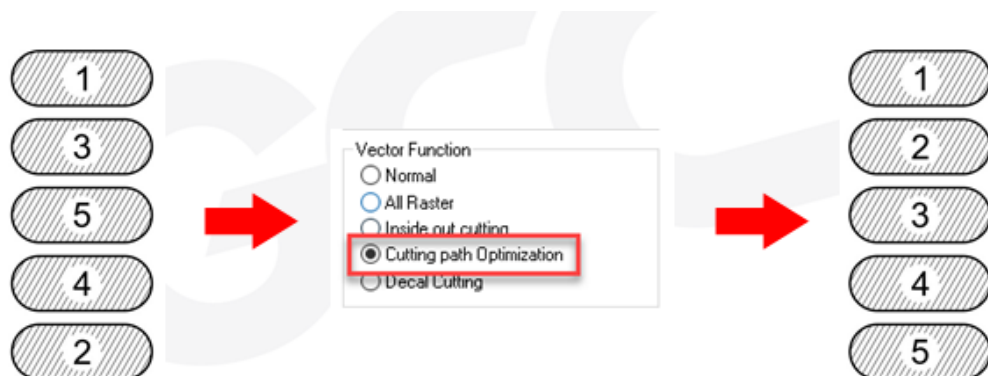 1
3
5
4
2
Vector Function
Normal
All Raster
Inside out cutting
Cutting path Optimization
Decal Cutting
1
2
3
4
5